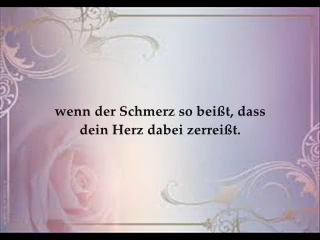 wenn der Schmerz so beißt, dass
dein Herz dabei zerreißt.